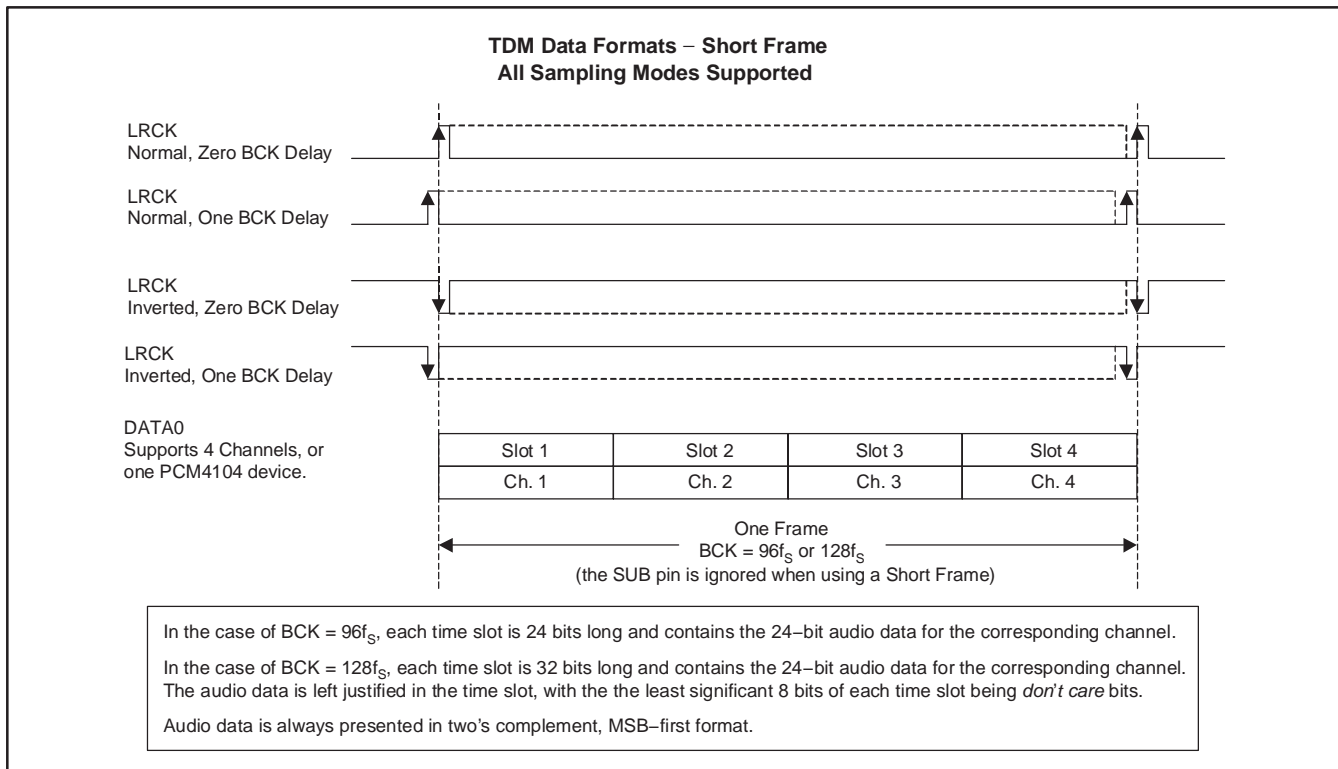 TDM Data Formats − Short Frame
All Sampling Modes Supported
LRCK
Normal, Zero BCK Delay
LRCK
Normal, One BCK Delay
LRCK
Inverted, Zero BCK Delay
LRCK
Inverted, One BCK Delay
DATA0
Supports 4 Channels, or
one PCM4104 device.
Slot 1 Slot 2 Slot 3 Slot 4
Ch. 1 Ch. 2 Ch. 3 Ch. 4
One Frame
BCK = 96fS or 128fS
(the SUB pin is ignored when using a Short Frame)
In the case of BCK = 96fS, each time slot is 24 bits long and contains the 24−bit audio data for the corresponding channel.
In the case of BCK = 128fS, each time slot is 32 bits long and contains the 24−bit audio data for the corresponding channel.
The audio data is left justified in the time slot, with the the least significant 8 bits of each time slot being don't care bits.
Audio data is always presented in two's complement, MSB−first format.